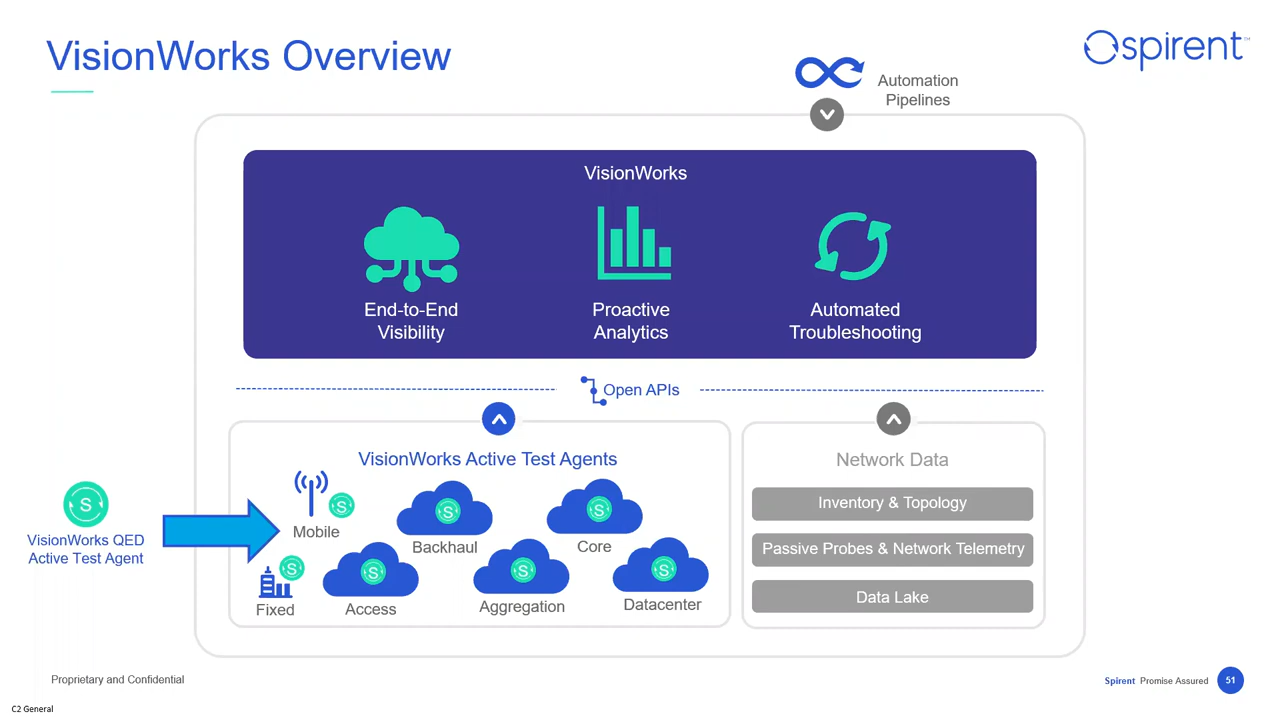 VisionWorks Overview
spirent™
Automation
Pipelines
VisionWorks
End-to-End
Visibility
Proactive
Analytics
Automated
Troubleshooting
Open APIs
VisionWorks Active Test Agents
Mobile
Backhaul
Core
Fixed
Access
Aggregation
Datacenter
S
S
S
S
S
S
S
S
VisionWorks QED
Active Test Agent
Network Data
Inventory & Topology
Passive Probes & Network Telemetry
Data Lake
Proprietary and Confidential
Spirent Promise Assured 51
C2 General